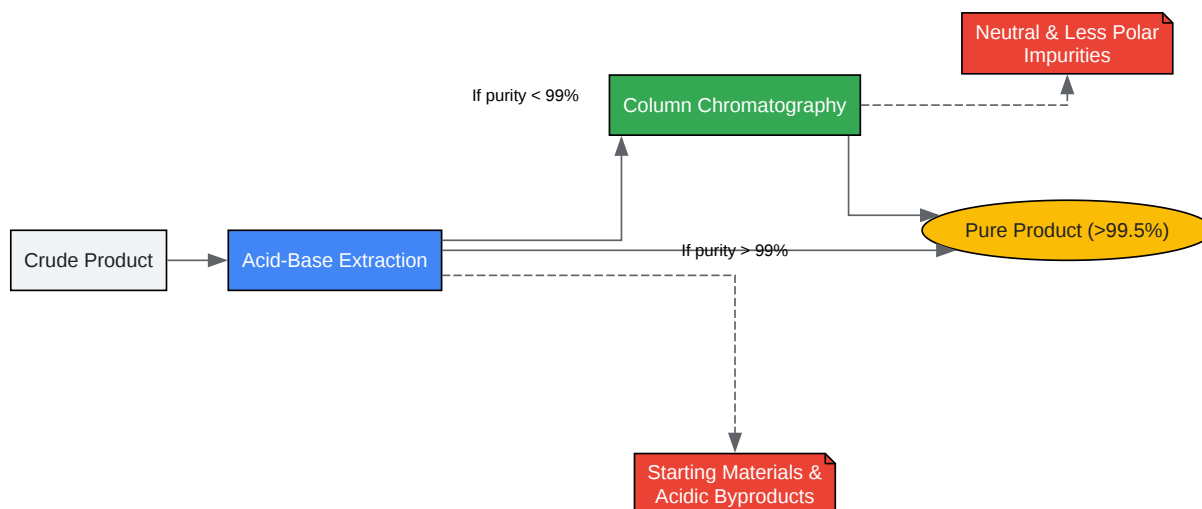 Neutral & Less Polar
Impurities
If purity < 99%
Column Chromatography
Pure Product (>99.5%)
If purity > 99%
Crude Product
Acid-Base Extraction
Starting Materials &
Acidic Byproducts